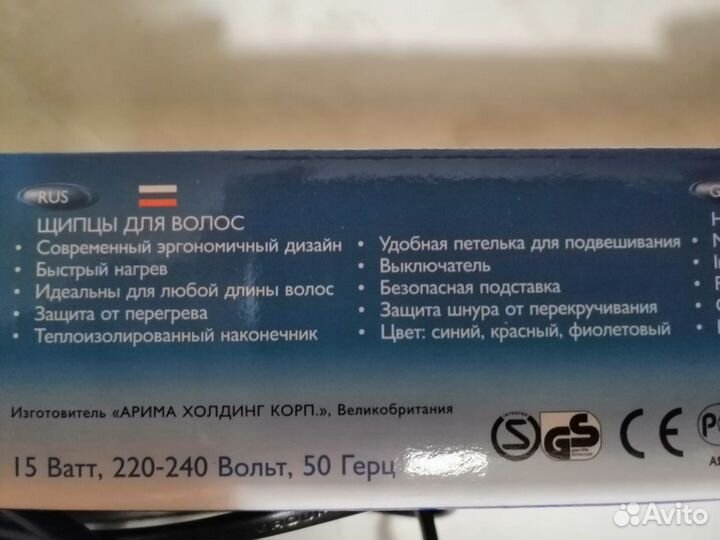 RUS
ЩИПЦЫ ДЛЯ ВОЛОС
• Современный эргономичный дизайн
• Быстрый нагрев
• Идеальны для любой длины волос
• Защита от перегрева
• Теплоизолированный наконечник
• Удобная петелька для подвешивания
• Выключатель
• Безопасная подставка
• Защита шнура от перекручивания
• Цвет: синий, красный, фиолетовый
Изготовитель «АРИМА ХОЛДИНГ КОРП.», Великобритания
15 Ватт, 220-240 Вольт, 50 Герц
S GS CE
Avito